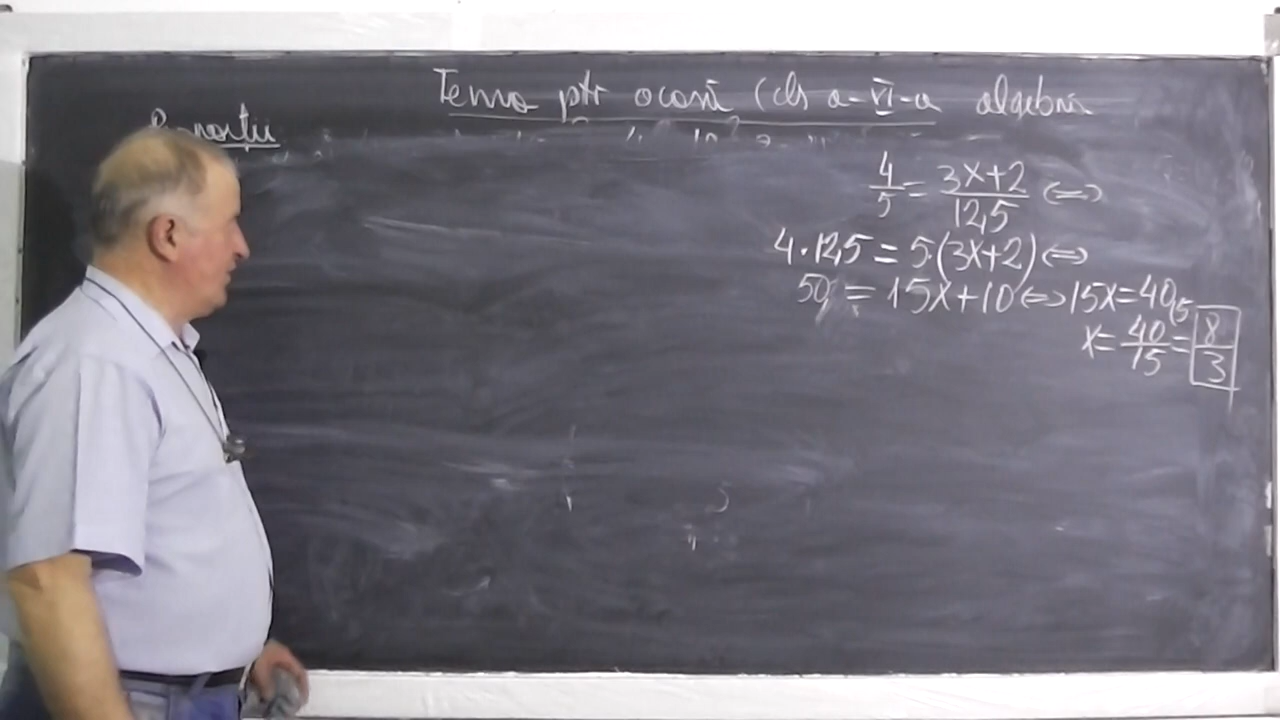 Tema ptr acasă (cls a-VI-a algebră
4/5 = 3x+2/12,5 <=>
4·12,5 = 5·(3x+2) <=>
50 = 15x+10 <=> 15x=40
x= 40/15 (5 = 8/3